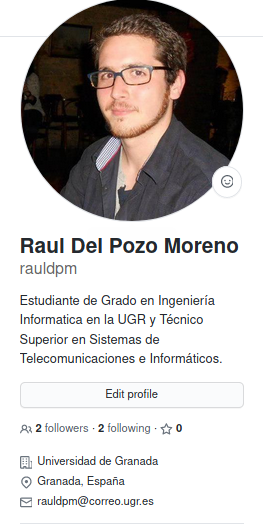 Raul Del Pozo Moreno
rauldpm
Estudiante de Grado en Ingeniería
Informatica en la UGR y Técnico
Superior en Sistemas de
Telecomunicaciones e Informáticos.
Edit profile
2 followers · 2 following · 0
Universidad de Granada
Granada, España
rauldpm@correo.ugr.es